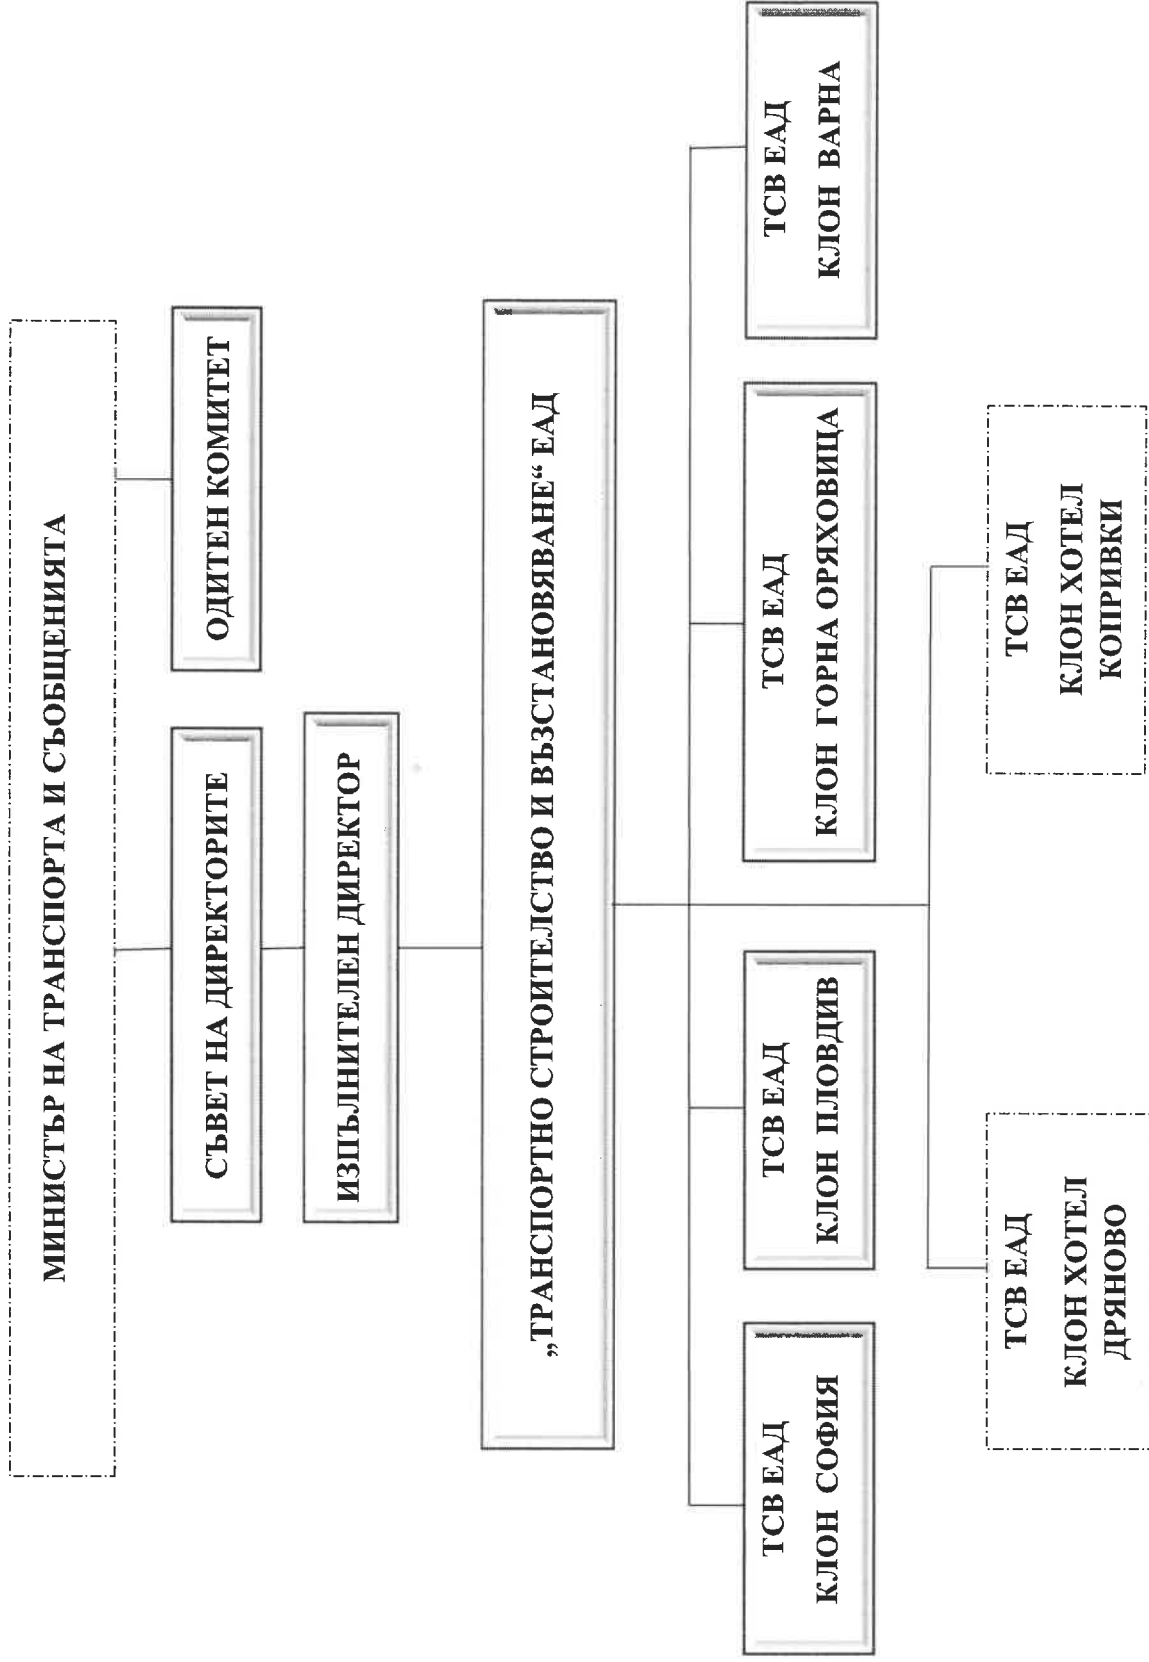 МИНИСТЪР НА ТРАНСПОРТА И СЪОБЩЕНИЯТА
СЪВЕТ НА ДИРЕКТОРИТЕ
ОДИТЕН КОМИТЕТ
ИЗПЪЛНИТЕЛЕН ДИРЕКТОР
„ТРАНСПОРТНО СТРОИТЕЛСТВО И ВЪЗСТАНОВЯВАНЕ“ ЕАД
ТСВ ЕАД
КЛОН СОФИЯ
ТСВ ЕАД
КЛОН ПЛОВДИВ
ТСВ ЕАД
КЛОН ГОРНА ОРЯХОВИЦА
ТСВ ЕАД
КЛОН ВАРНА
ТСВ ЕАД
КЛОН ХОТЕЛ
ДРЯНОВО
ТСВ ЕАД
КЛОН ХОТЕЛ
КОПРИВКИ